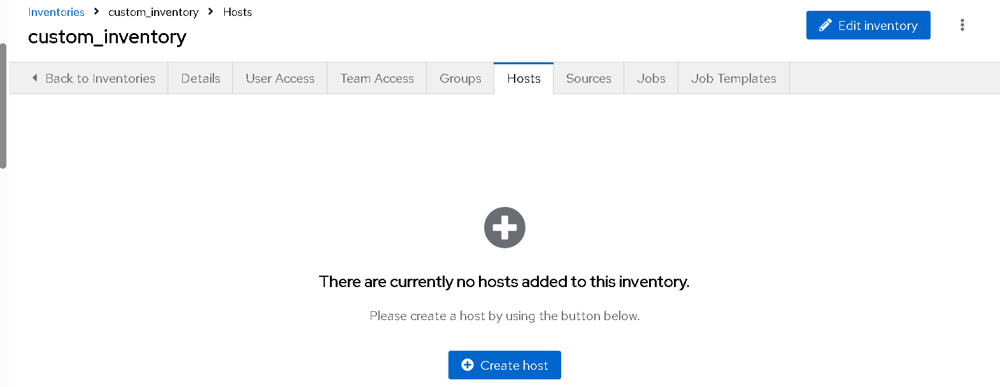 Inventories > custom_inventory > Hosts
custom_inventory
Edit inventory
Back to Inventories Details User Access Team Access Groups Hosts Sources Jobs Job Templates
There are currently no hosts added to this inventory.
Please create a host by using the button below.
Create host